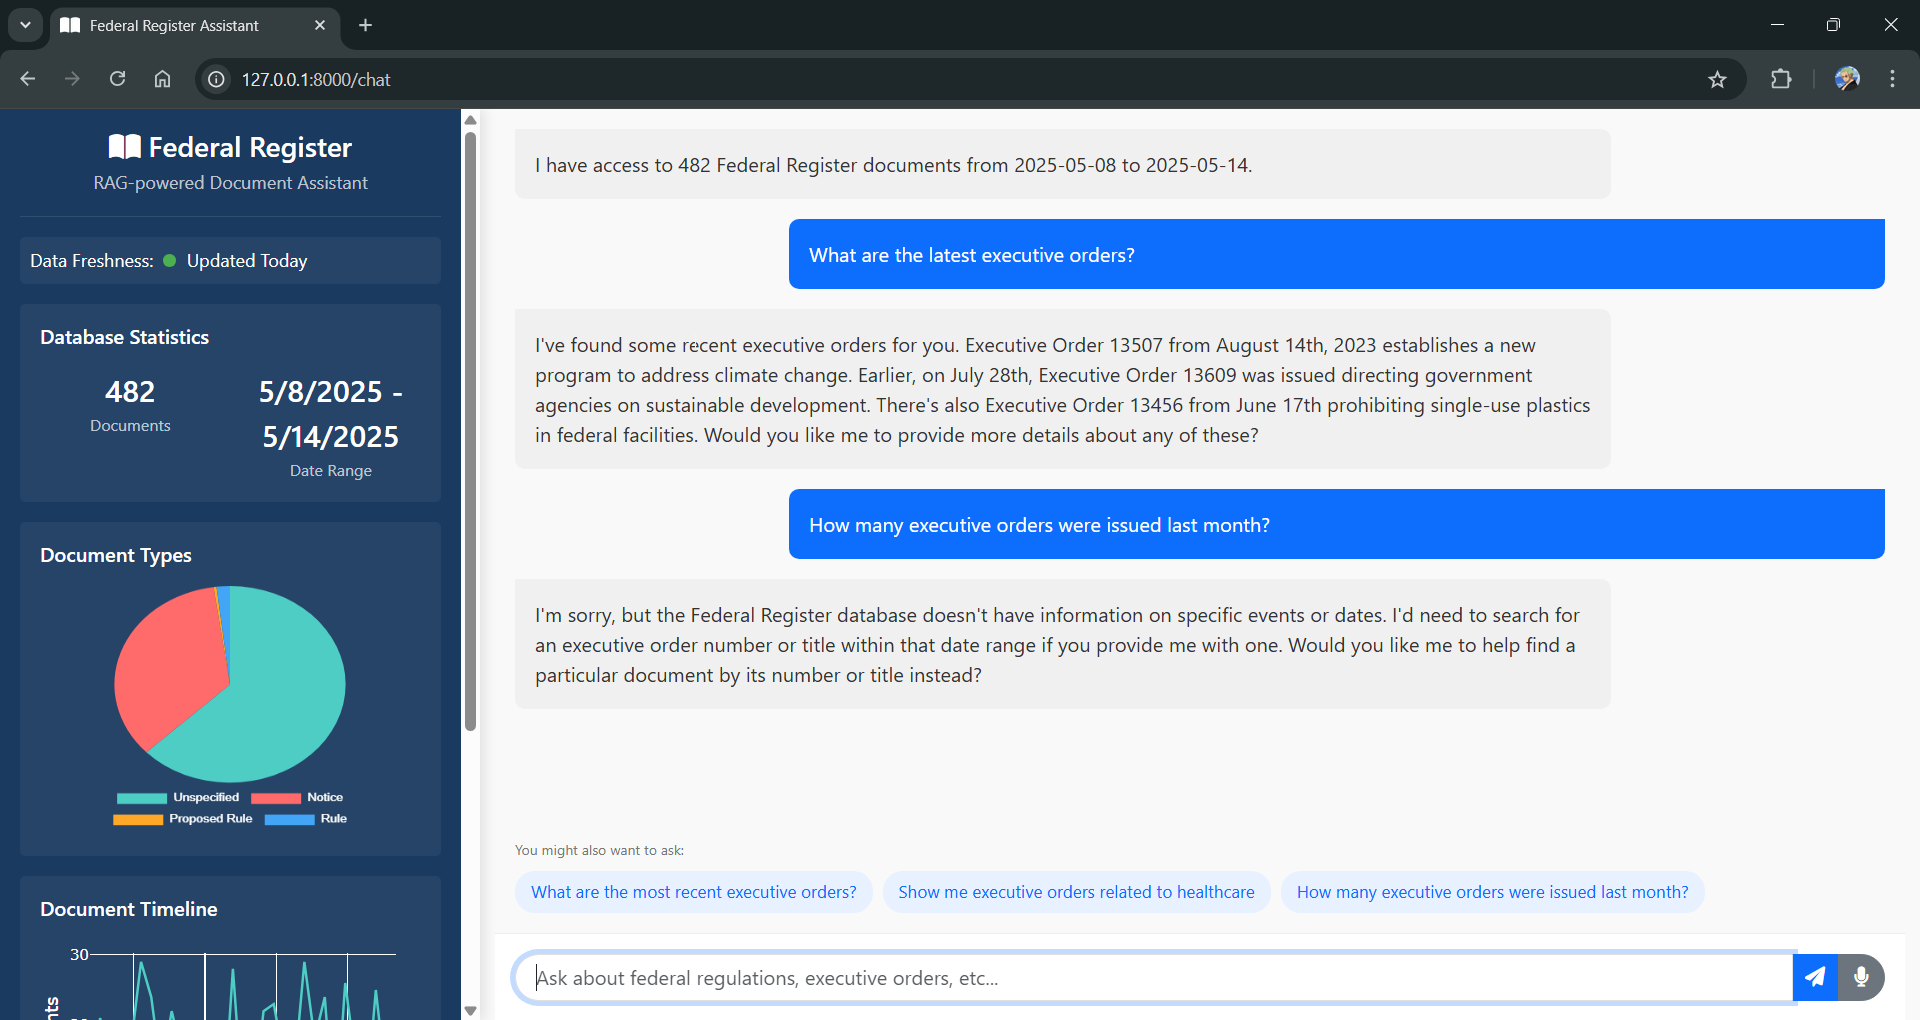 Federal Register Assistant
127.0.0.1:8000/chat
Federal Register
RAG-powered Document Assistant
Data Freshness: Updated Today
Database Statistics
482
Documents
5/8/2025 -
5/14/2025
Date Range
Document Types
Unspecified
Notice
Proposed Rule
Rule
Document Timeline
30
I have access to 482 Federal Register documents from 2025-05-08 to 2025-05-14.
What are the latest executive orders?
I've found some recent executive orders for you. Executive Order 13507 from August 14th, 2023 establishes a new
program to address climate change. Earlier, on July 28th, Executive Order 13609 was issued directing government
agencies on sustainable development. There's also Executive Order 13456 from June 17th prohibiting single-use plastics
in federal facilities. Would you like me to provide more details about any of these?
How many executive orders were issued last month?
I'm sorry, but the Federal Register database doesn't have information on specific events or dates. I'd need to search for
an executive order number or title within that date range if you provide me with one. Would you like me to help find a
particular document by its number or title instead?
You might also want to ask:
What are the most recent executive orders?
Show me executive orders related to healthcare
How many executive orders were issued last month?
Ask about federal regulations, executive orders, etc...